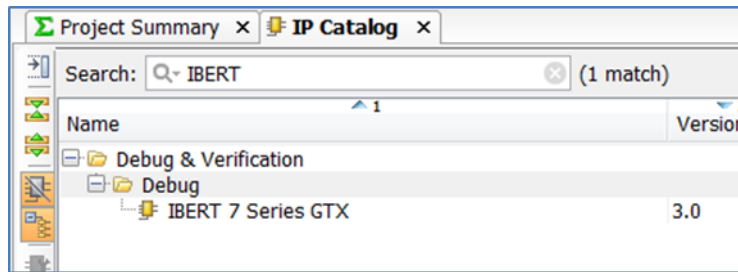 Σ Project Summary × IP Catalog ×
Search: IBERT (1 match)
1
Name Version
Debug & Verification
Debug
IBERT 7 Series GTX 3.0